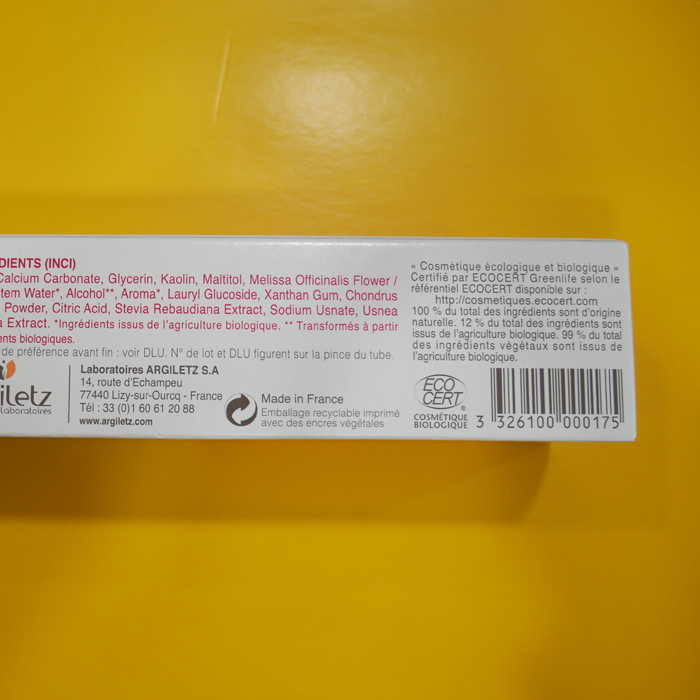 DIENTS (INCI)
Calcium Carbonate, Glycerin, Kaolin, Maltitol, Melissa Officinalis Flower /
tem Water*, Alcohol**, Aroma*, Lauryl Glucoside, Xanthan Gum, Chondrus
Powder, Citric Acid, Stevia Rebaudiana Extract, Sodium Usnate, Usnea
a Extract. *Ingrédients issus de l'agriculture biologique. ** Transformés à partir
ents biologiques.
de préférence avant fin : voir DLU. N° de lot et DLU figurent sur la pince du tube.
giletz
laboratoires
Laboratoires ARGILETZ S.A
14, route d'Echampeu
77440 Lizy-sur-Ourcq - France
Tél : 33 (0)1 60 61 20 88
www.argiletz.com
Made in France
Emballage recyclable imprimé
avec des encres végétales
« Cosmétique écologique et biologique »
Certifié par ECOCERT Greenlife selon le
référentiel ECOCERT disponible sur :
http://cosmetiques.ecocert.com
100 % du total des ingrédients sont d'origine
naturelle. 12 % du total des ingrédients sont
issus de l'agriculture biologique. 99 % du total
des ingrédients végétaux sont issus de
l'agriculture biologique.
ECO
CERT®
COSMÉTIQUE
BIOLOGIQUE
3 326100 000175